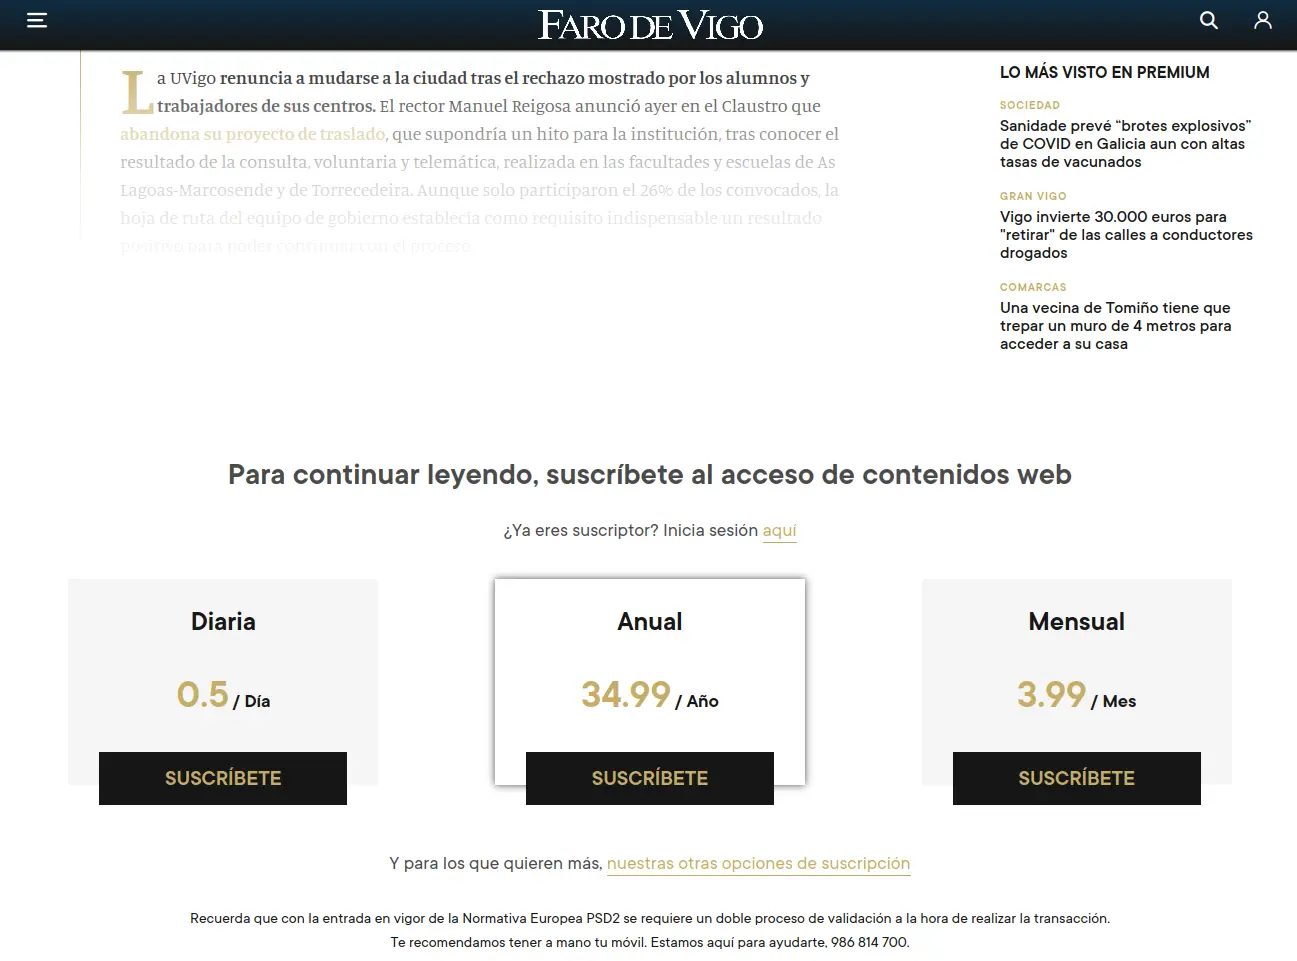 FARO DE VIGO
La UVigo renuncia a mudarse a la ciudad tras el rechazo mostrado por los alumnos y
trabajadores de sus centros. El rector Manuel Reigosa anunció ayer en el Claustro que
abandona su proyecto de traslado, que supondría un hito para la institución, tras conocer el
resultado de la consulta, voluntaria y telemática, realizada en las facultades y escuelas de As
Lagoas-Marcosende y de Torrecedeira. Aunque solo participaron el 26% de los convocados, la
hoja de ruta del equipo de gobierno establecía como requisito indispensable un resultado
positivo para poder continuar con el proceso
LO MÁS VISTO EN PREMIUM
SOCIEDAD
Sanidade prevé “brotes explosivos”
de COVID en Galicia aun con altas
tasas de vacunados
GRAN VIGO
Vigo invierte 30.000 euros para
"retirar" de las calles a conductores
drogados
COMARCAS
Una vecina de Tomiño tiene que
trepar un muro de 4 metros para
acceder a su casa
Para continuar leyendo, suscríbete al acceso de contenidos web
¿Ya eres suscriptor? Inicia sesión aquí
Diaria
0.5 / Día
SUSCRÍBETE
Anual
34.99 / Año
SUSCRÍBETE
Mensual
3.99 / Mes
SUSCRÍBETE
Y para los que quieren más, nuestras otras opciones de suscripción
Recuerda que con la entrada en vigor de la Normativa Europea PSD2 se requiere un doble proceso de validación a la hora de realizar la transacción.
Te recomendamos tener a mano tu móvil. Estamos aquí para ayudarte, 986 814 700.